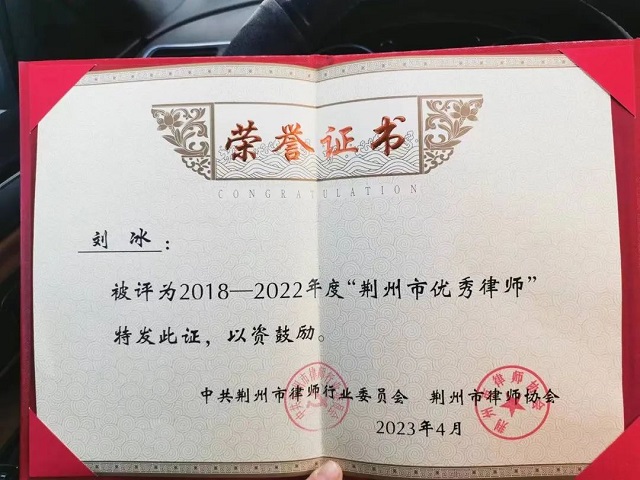 荣誉证书
CONGRATULATION
刘 冰：
被评为2018—2022年度“荆州市优秀律师”
特发此证，以资鼓励。
中共荆州市律师行业委员会 荆州市律师协会
2023年4月